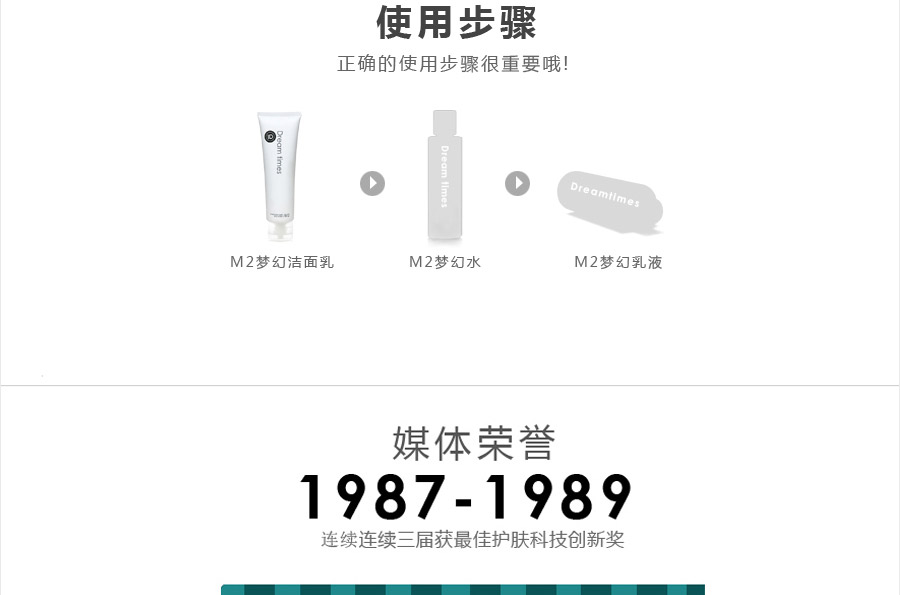 使用步骤
正确的使用步骤很重要哦!
Dream times
Dream times
Dreamtimes
M2梦幻洁面乳
M2梦幻水
M2梦幻乳液
媒体荣誉
1987-1989
连续连续三届获最佳护肤科技创新奖